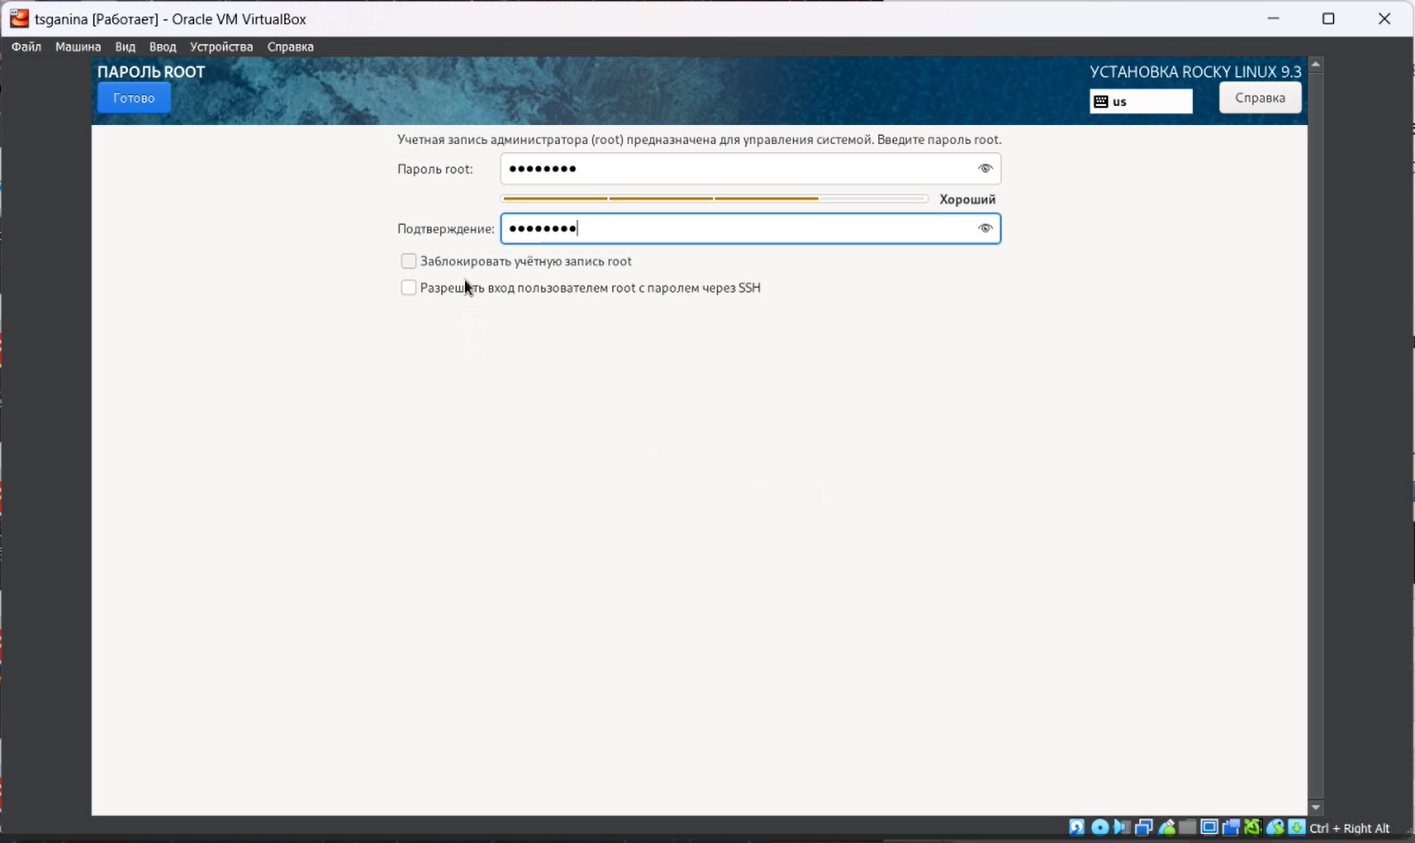 tsganina [Работает] - Oracle VM VirtualBox
Файл Машина Вид Ввод Устройства Справка
ПАРОЛЬ ROOT
УСТАНОВКА ROCKY LINUX 9.3
Готово
us
Справка
Учетная запись администратора (root) предназначена для управления системой. Введите пароль root.
Пароль root: ••••••••
Хороший
Подтверждение: ••••••••
Заблокировать учётную запись root
Разрешить вход пользователем root с паролем через SSH
Ctrl + Right Alt